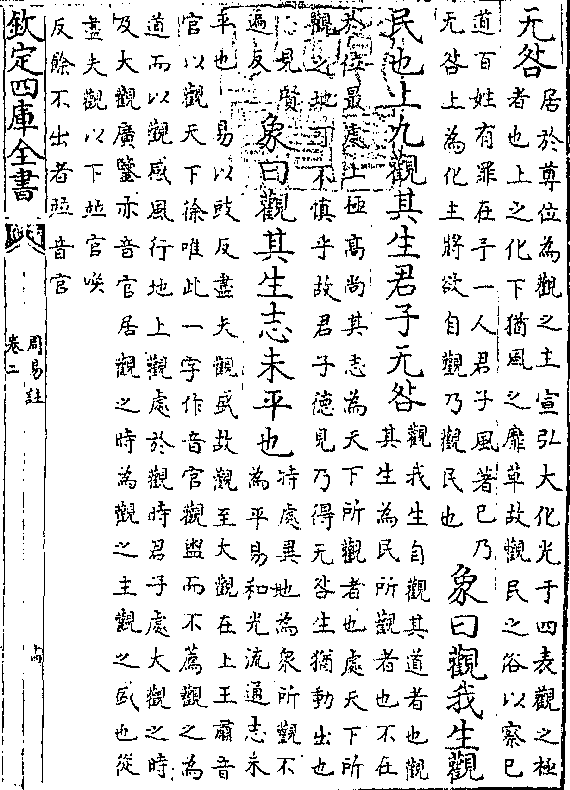 无咎
居於尊位為觀之主宣弘大化光于四表觀之極
者也上之化下猶風之靡草故觀民之俗以察已
道百姓有罪在予一人君子風著已乃
无咎上為化主將欲自觀乃觀民也
象曰觀我生觀
民也上九觀其生君子无咎
觀我生自觀其道者也觀
其生為民所觀者也不在
於位最處上極高尚其志為天下所觀者也處天下所
觀之地可不慎乎故君子德見乃得无咎生猶動出也
見賢
遍反
象曰觀其生志未平也
特處異地為衆所觀不
為平易和光流通志未
平也 易以豉反盡夫觀盛故觀至大觀在上王肅音
官以觀天下徐唯此一字作音官觀盥而不薦觀之為
道而以觀感風行地上觀處於觀時君子處大觀之時
及大觀廣鑒亦音官居觀之時為觀之主觀之盛也從
盡夫觀以下並官喚
反餘不出者並音官
欽定四庫全書
周易註
卷二